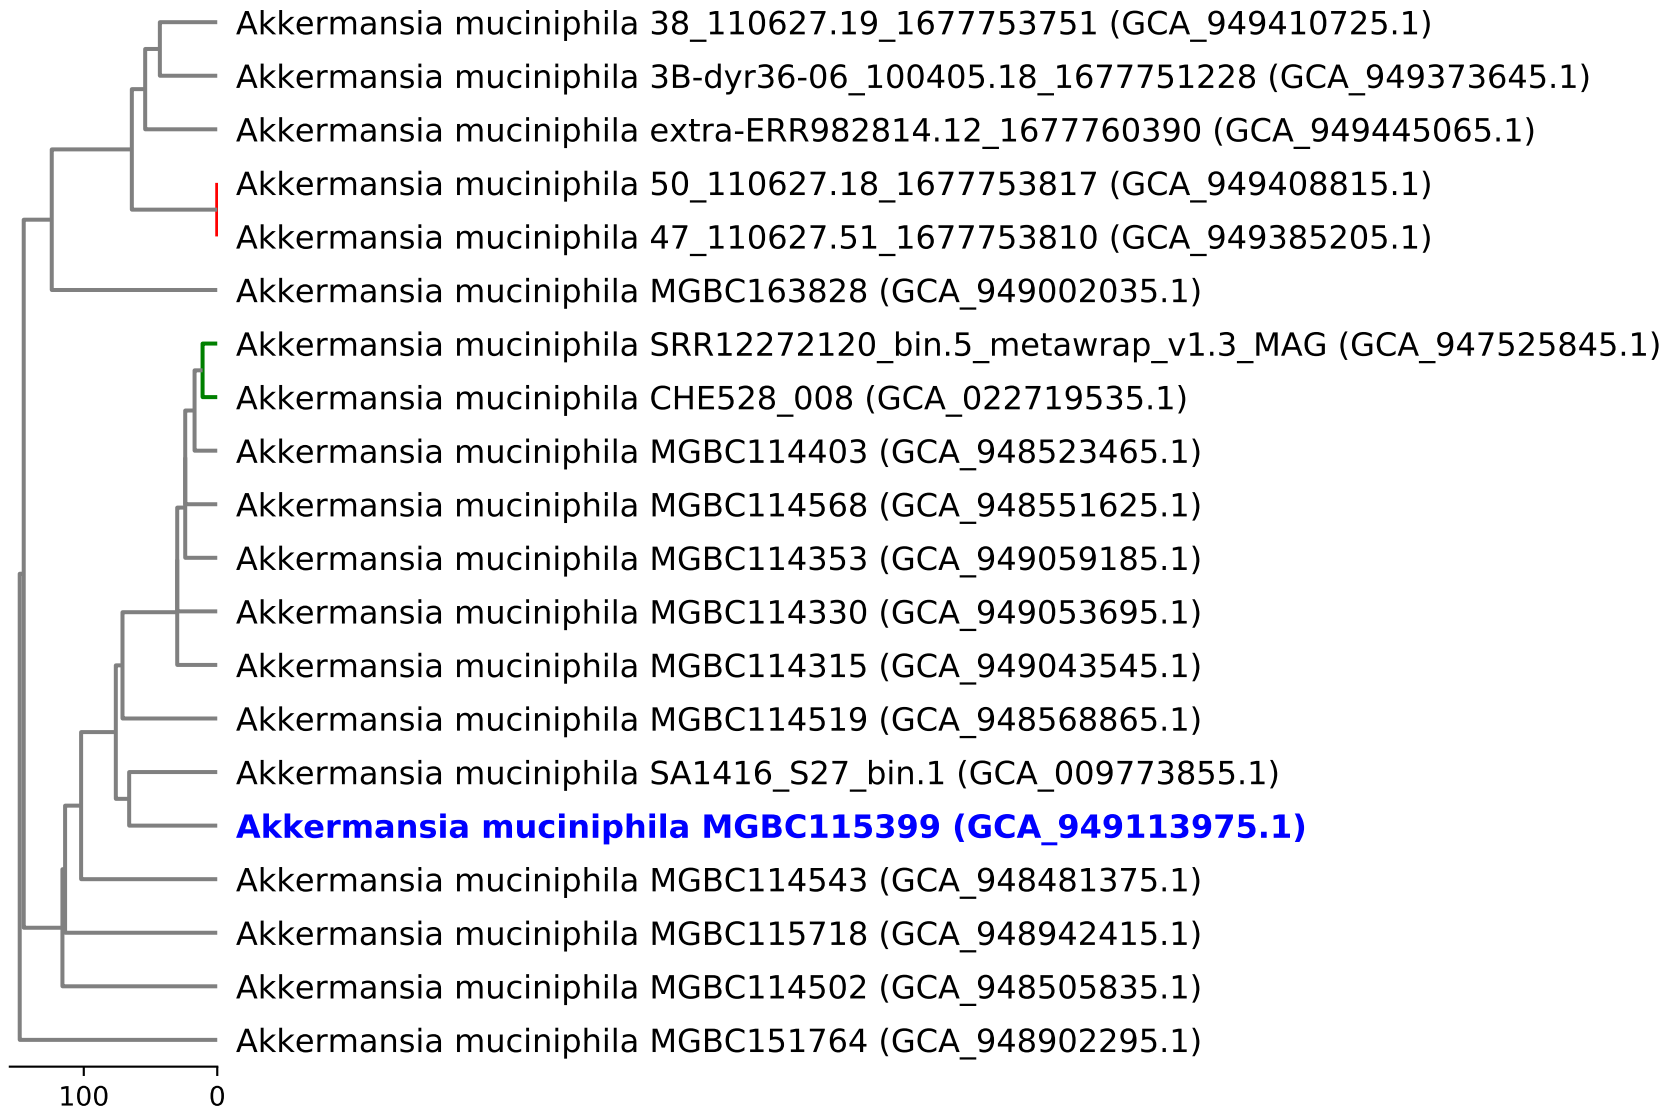 Akkermansia muciniphila 38_110627.19_1677753751 (GCA_949410725.1)
Akkermansia muciniphila 3B-dyr36-06_100405.18_1677751228 (GCA_949373645.1)
Akkermansia muciniphila extra-ERR982814.12_1677760390 (GCA_949445065.1)
Akkermansia muciniphila 50_110627.18_1677753817 (GCA_949408815.1)
Akkermansia muciniphila 47_110627.51_1677753810 (GCA_949385205.1)
Akkermansia muciniphila MGBC163828 (GCA_949002035.1)
Akkermansia muciniphila SRR12272120_bin.5_metawrap_v1.3_MAG (GCA_947525845.1)
Akkermansia muciniphila CHE528_008 (GCA_022719535.1)
Akkermansia muciniphila MGBC114403 (GCA_948523465.1)
Akkermansia muciniphila MGBC114568 (GCA_948551625.1)
Akkermansia muciniphila MGBC114353 (GCA_949059185.1)
Akkermansia muciniphila MGBC114330 (GCA_949053695.1)
Akkermansia muciniphila MGBC114315 (GCA_949043545.1)
Akkermansia muciniphila MGBC114519 (GCA_948568865.1)
Akkermansia muciniphila SA1416_S27_bin.1 (GCA_009773855.1)
Akkermansia muciniphila MGBC115399 (GCA_949113975.1)
Akkermansia muciniphila MGBC114543 (GCA_948481375.1)
Akkermansia muciniphila MGBC115718 (GCA_948942415.1)
Akkermansia muciniphila MGBC114502 (GCA_948505835.1)
Akkermansia muciniphila MGBC151764 (GCA_948902295.1)
100 0